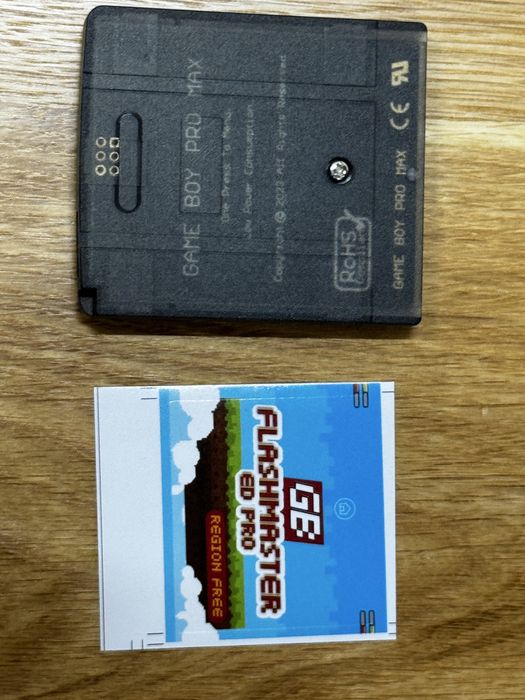 GAME BOY PRO MAX
One Press To Menu
Low Power Consumption
Copyright © 2023 All Rights Reserved
RoHS
GAME BOY PRO MAX CE
GB
FLASHMASTER
ED PRO
REGION FREE